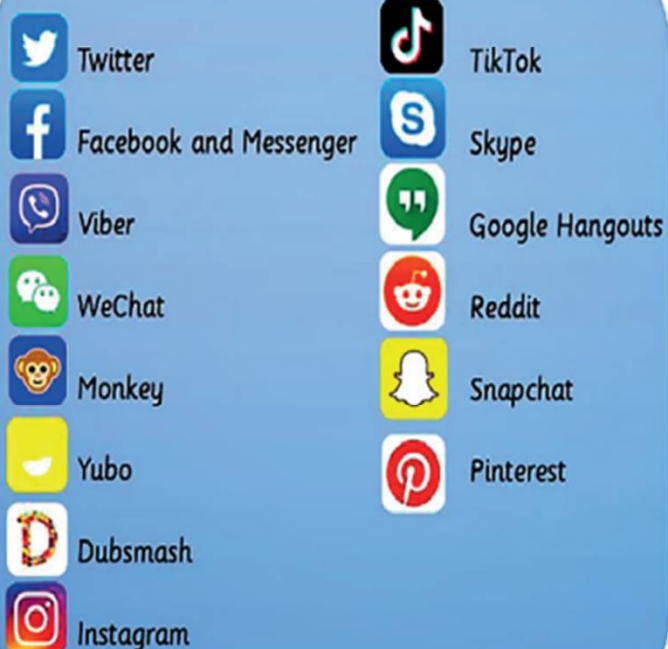 Twitter
Facebook and Messenger
Viber
WeChat
Monkey
Yubo
Dubsmash
Instagram
TikTok
Skype
Google Hangouts
Reddit
Snapchat
Pinterest